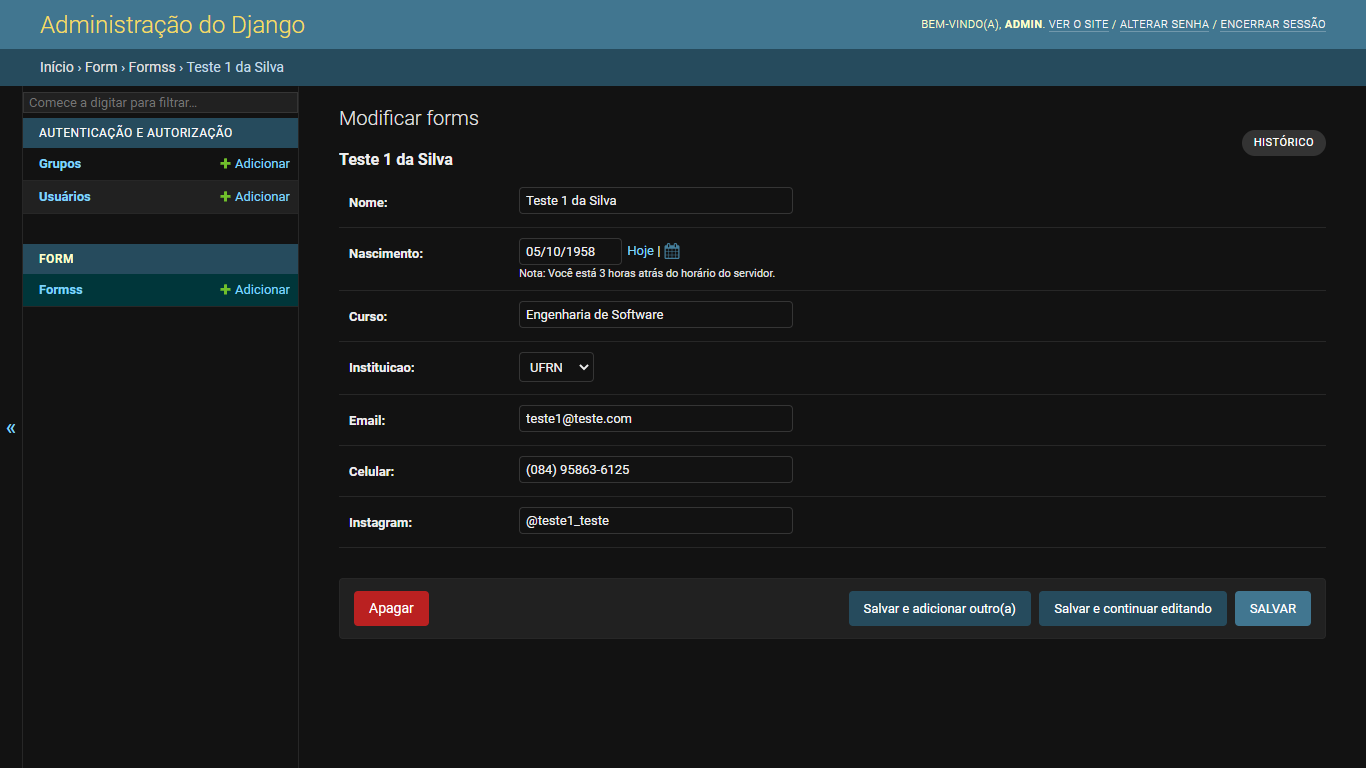 Administração do Django
BEM-VINDO(A), ADMIN. VER O SITE / ALTERAR SENHA / ENCERRAR SESSÃO
Início › Form › Formss › Teste 1 da Silva
Comece a digitar para filtrar...
AUTENTICAÇÃO E AUTORIZAÇÃO
Grupos + Adicionar
Usuários + Adicionar
FORM
Formss + Adicionar
«
Modificar forms
HISTÓRICO
Teste 1 da Silva
Nome: Teste 1 da Silva
Nascimento: 05/10/1958 Hoje |
Nota: Você está 3 horas atrás do horário do servidor.
Curso: Engenharia de Software
Instituicao: UFRN
Email: teste1@teste.com
Celular: (084) 95863-6125
Instagram: @teste1_teste
Apagar Salvar e adicionar outro(a) Salvar e continuar editando SALVAR